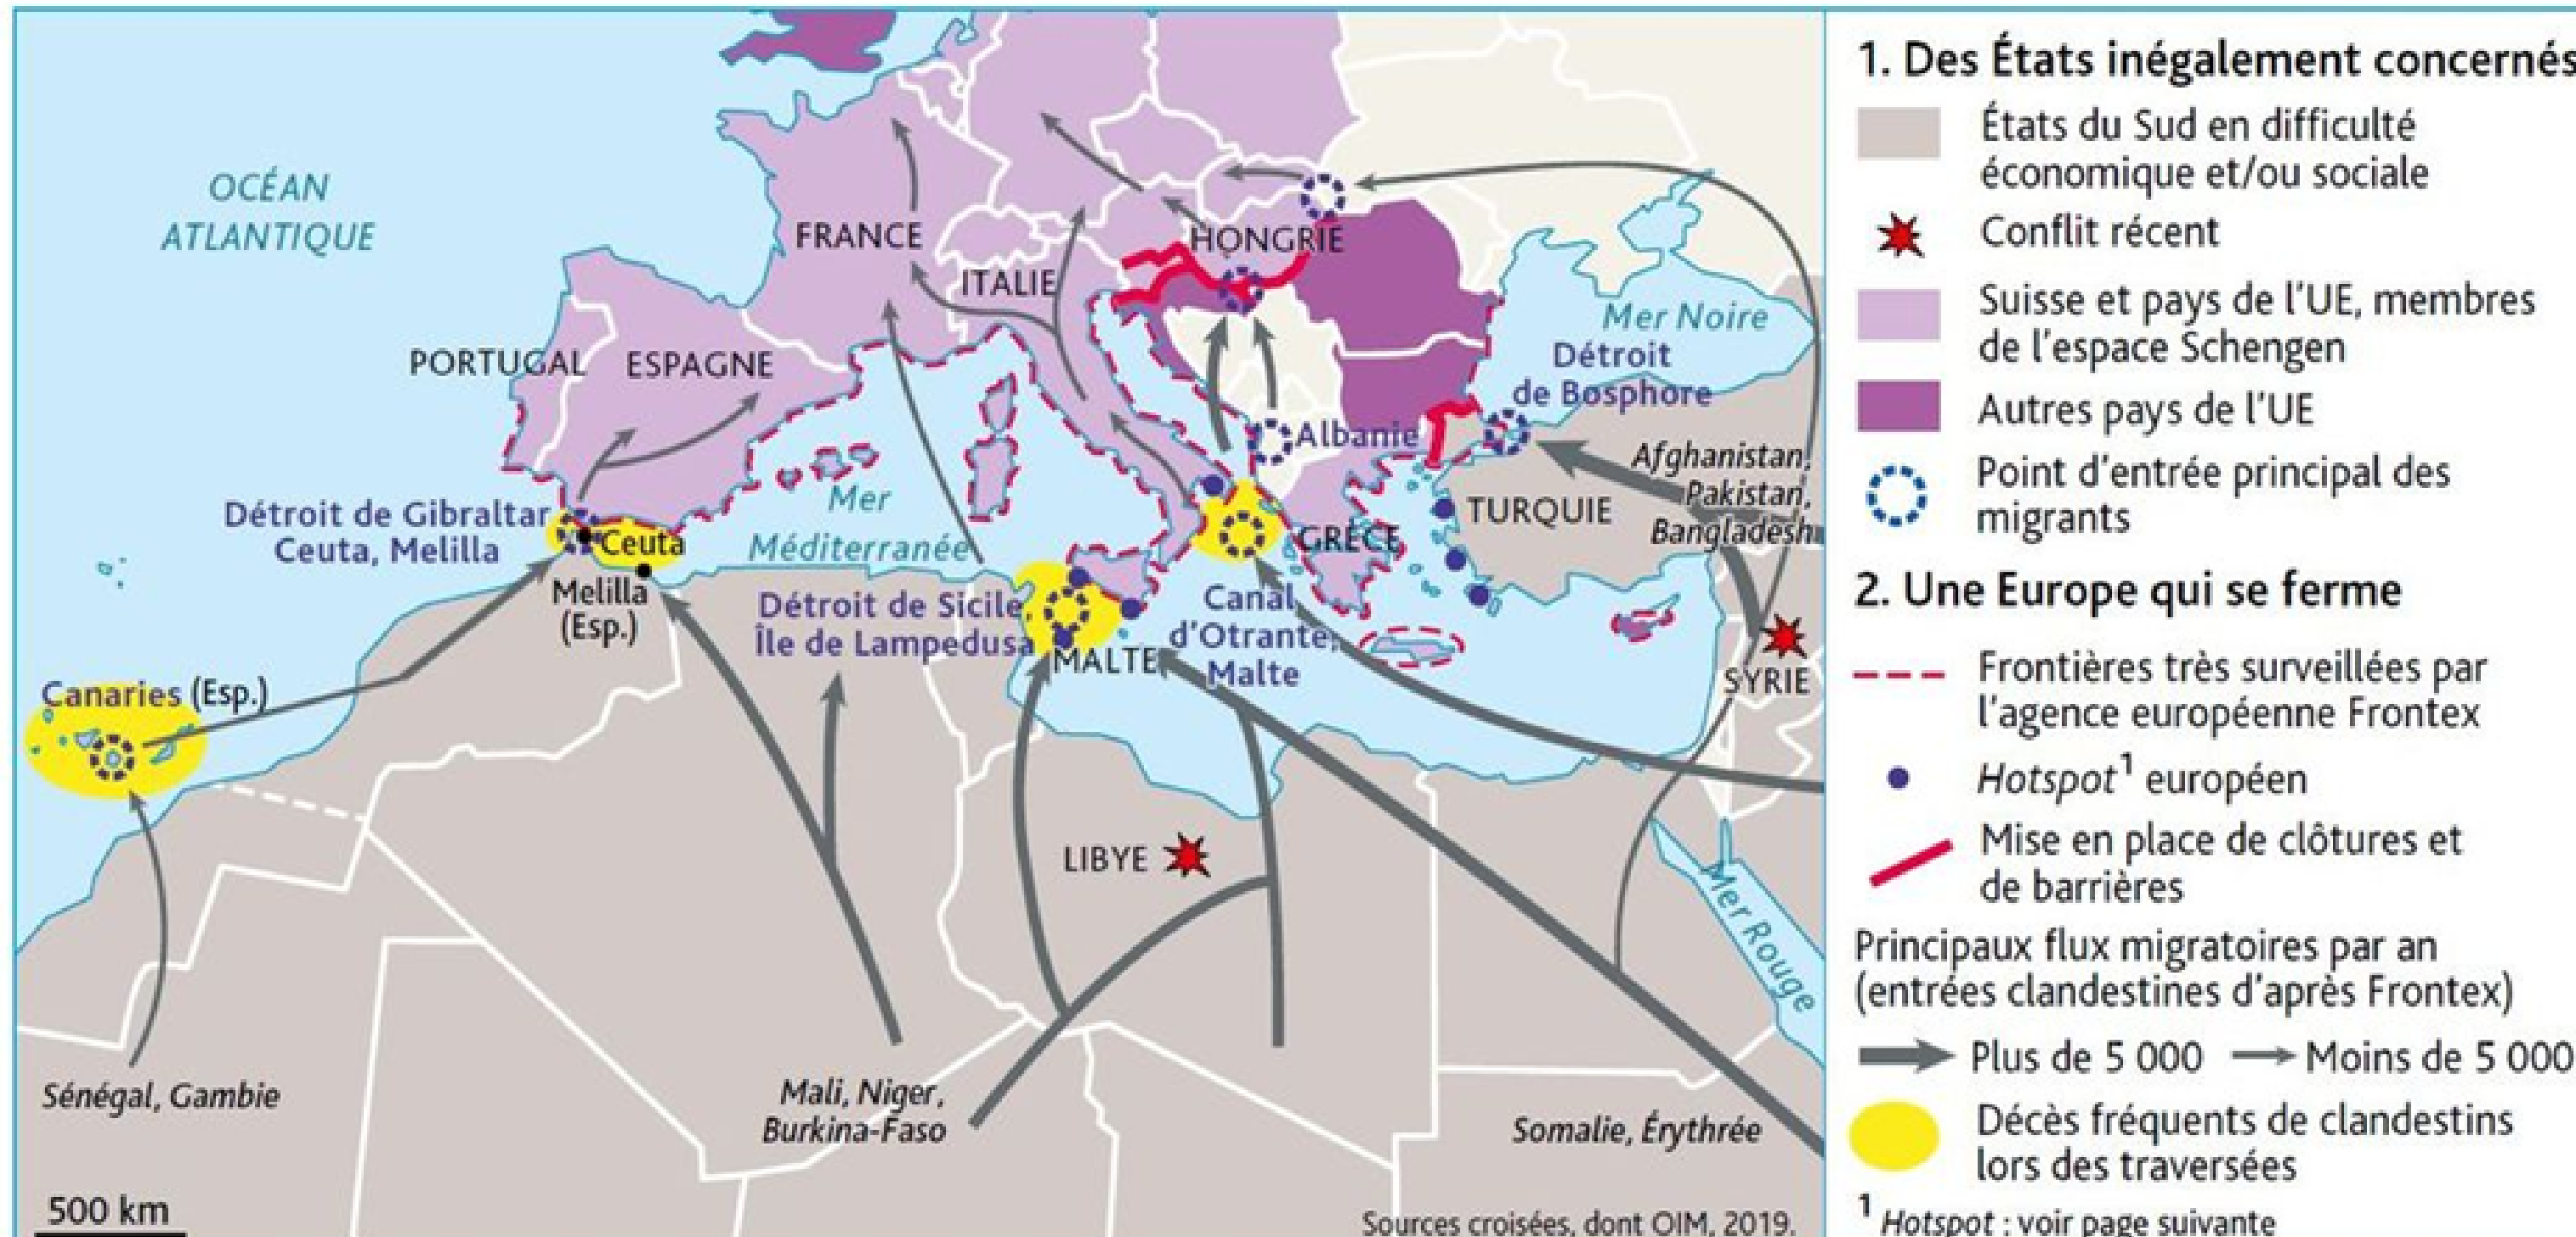 OCÉAN
ATLANTIQUE
FRANCE
HONGRIE
ITALIE
Mer Noire
PORTUGAL
ESPAGNE
Détroit
de Bosphore
Albanie
Afghanistan,
Pakistan,
Bangladesh
TURQUIE
GRÈCE
Mer
Méditerranée
Détroit de Gibraltar
Ceuta, Melilla
Ceuta
Melilla
(Esp.)
Détroit de Sicile,
Île de Lampedusa
MALTE
Canal
d'Otrante,
Malte
SYRIE
Canaries (Esp.)
LIBYE
Mer Rouge
Sénégal, Gambie
Mali, Niger,
Burkina-Faso
Somalie, Érythrée
500 km
Sources croisées, dont OIM, 2019.
1. Des États inégalement concernés
États du Sud en difficulté
économique et/ou sociale
Conflit récent
Suisse et pays de l'UE, membres
de l'espace Schengen
Autres pays de l'UE
Point d'entrée principal des
migrants
2. Une Europe qui se ferme
Frontières très surveillées par
l'agence européenne Frontex
Hotspot¹ européen
Mise en place de clôtures et
de barrières
Principaux flux migratoires par an
(entrées clandestines d'après Frontex)
Plus de 5 000 Moins de 5 000
Décès fréquents de clandestins
lors des traversées
¹ Hotspot : voir page suivante